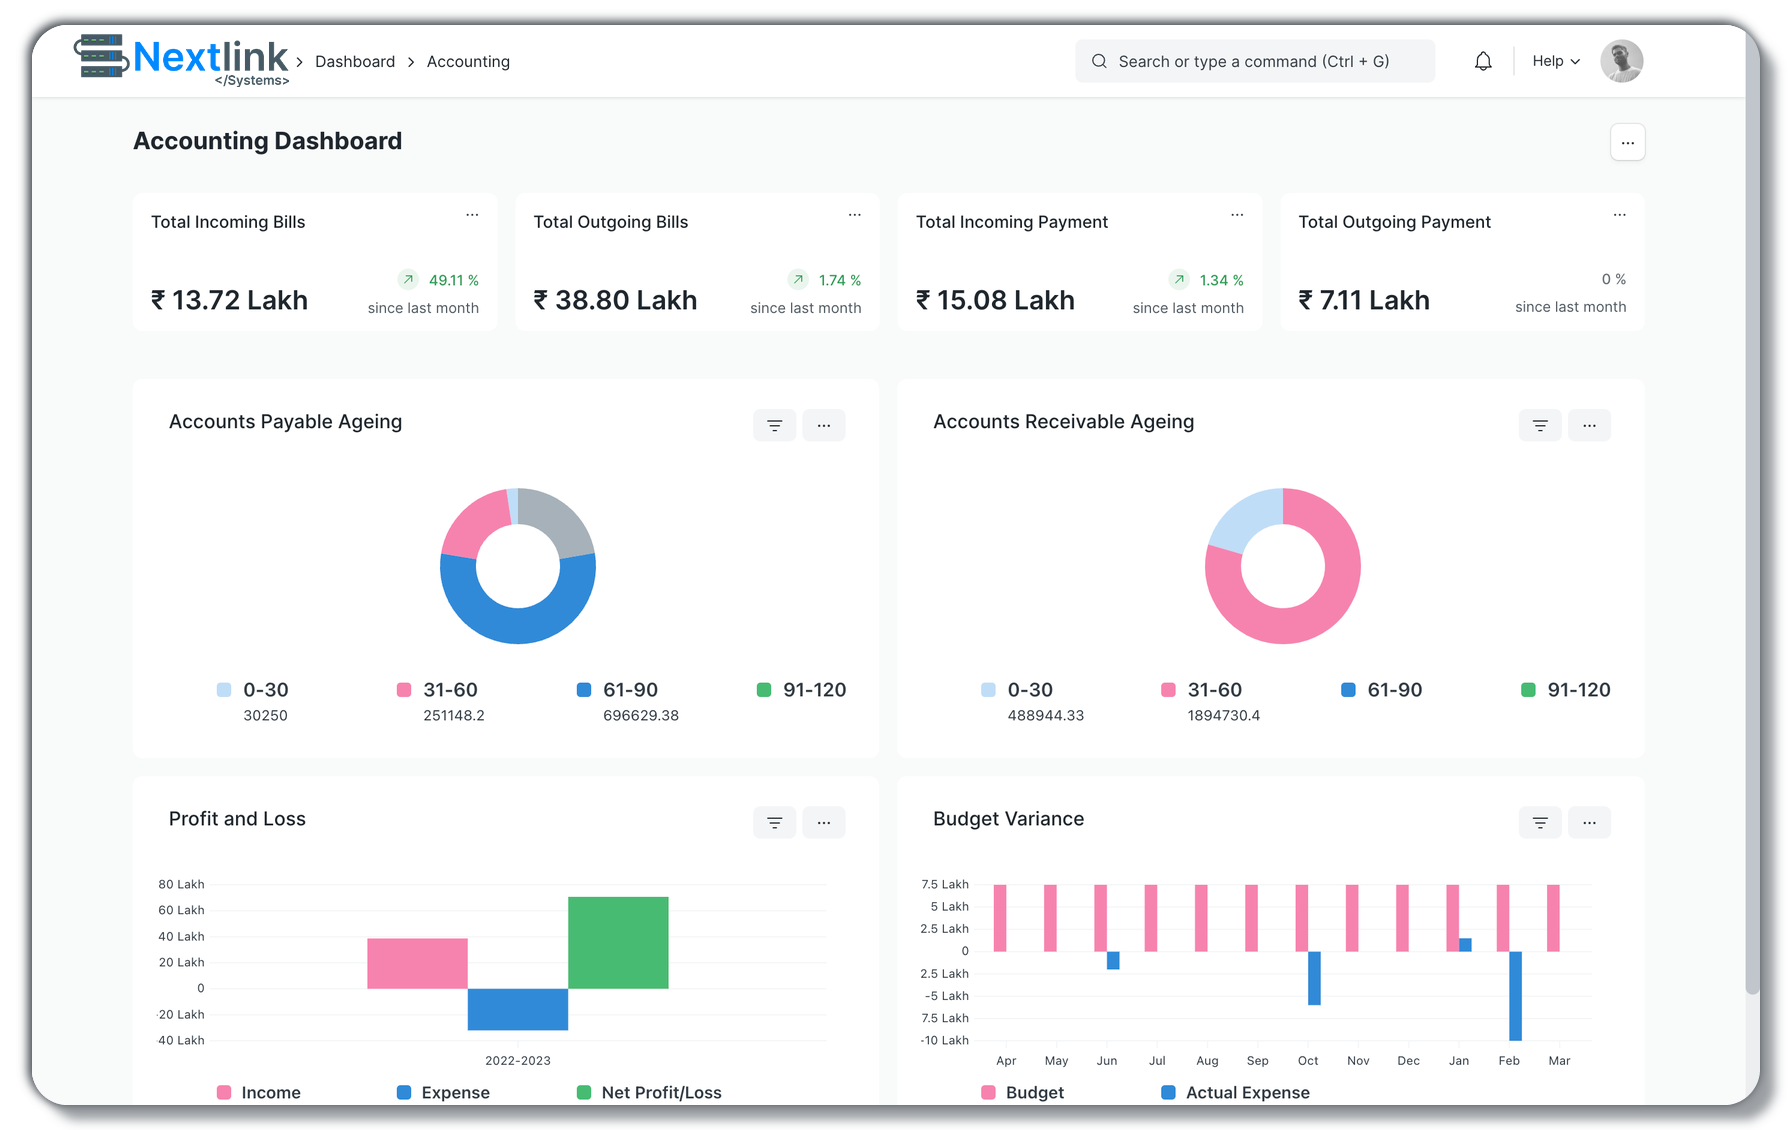 Nextlink
</Systems>
Dashboard
Accounting
Search or type a command (Ctrl + G)
Help
Accounting Dashboard
...
Total Incoming Bills
...
₹ 13.72 Lakh
49.11 %
since last month
Total Outgoing Bills
...
₹ 38.80 Lakh
1.74 %
since last month
Total Incoming Payment
...
₹ 15.08 Lakh
1.34 %
since last month
Total Outgoing Payment
...
₹ 7.11 Lakh
0 %
since last month
Accounts Payable Ageing
...
0-30
30250
31-60
251148.2
61-90
696629.38
91-120
Accounts Receivable Ageing
...
0-30
488944.33
31-60
1894730.4
61-90
91-120
Profit and Loss
...
80 Lakh
60 Lakh
40 Lakh
20 Lakh
0
-20 Lakh
-40 Lakh
2022-2023
Income
Expense
Net Profit/Loss
Budget Variance
...
7.5 Lakh
5 Lakh
2.5 Lakh
0
2.5 Lakh
-5 Lakh
7.5 Lakh
-10 Lakh
Apr May Jun Jul Aug Sep Oct Nov Dec Jan Feb Mar
Budget
Actual Expense